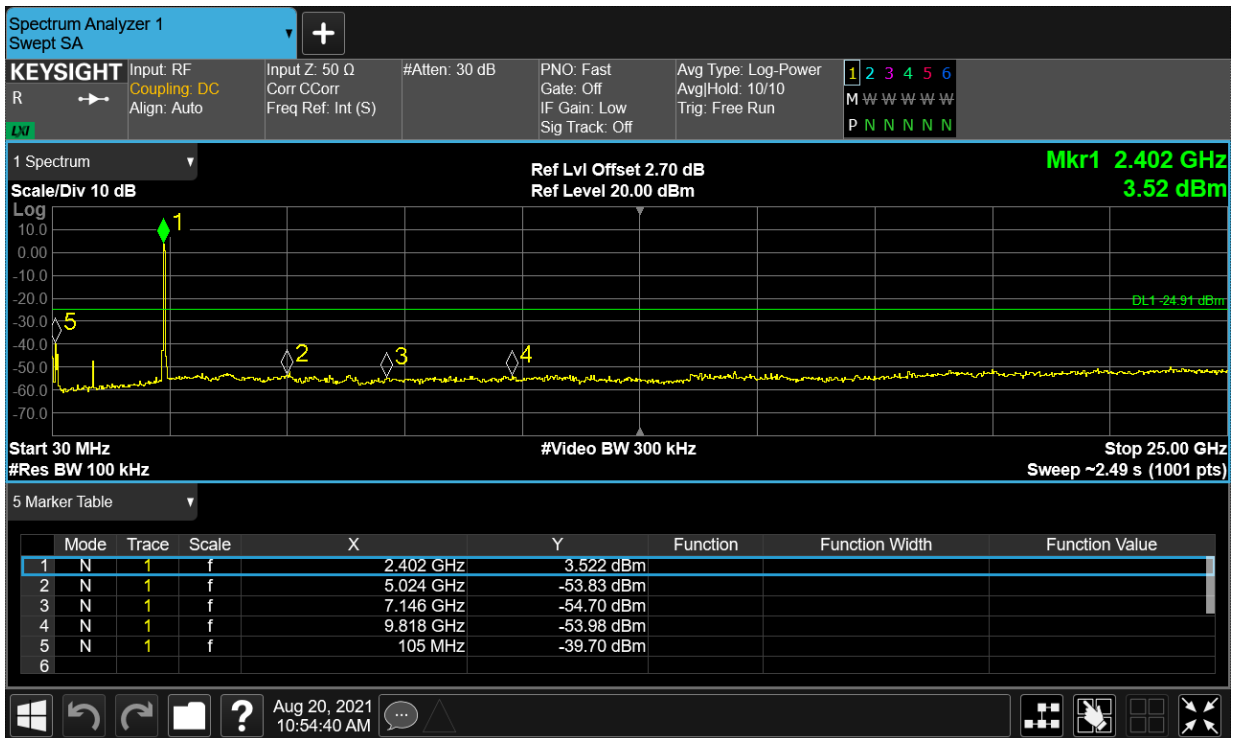 Spectrum Analyzer 1
Swept SA
+
KEYSIGHT Input: RF Input Z: 50 Ω #Atten: 30 dB PNO: Fast Avg Type: Log-Power 1 2 3 4 5 6
R Coupling: DC Corr CCorr Gate: Off Avg|Hold: 10/10 M W W W W W W
Align: Auto Freq Ref: Int (S) IF Gain: Low Trig: Free Run
LXI Sig Track: Off P N N N N N N
1 Spectrum Ref Lvl Offset 2.70 dB Mkr1 2.402 GHz
Scale/Div 10 dB Ref Level 20.00 dBm 3.52 dBm
Log
1
10.0
0.00
-10.0
-20.0
DL1 -24.91 dBm
-30.0
5
-40.0
2 3 4
-50.0
-60.0
-70.0
Start 30 MHz #Video BW 300 kHz Stop 25.00 GHz
#Res BW 100 kHz Sweep ~2.49 s (1001 pts)
5 Marker Table
Mode Trace Scale X Y Function Function Width Function Value
1 N 1 f 2.402 GHz 3.522 dBm
2 N 1 f 5.024 GHz -53.83 dBm
3 N 1 f 7.146 GHz -54.70 dBm
4 N 1 f 9.818 GHz -53.98 dBm
5 N 1 f 105 MHz -39.70 dBm
6
? Aug 20, 2021
10:54:40 AM